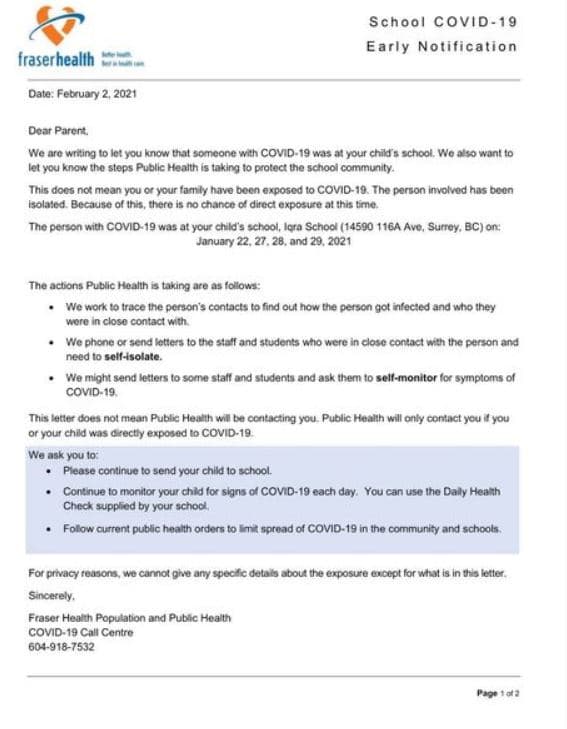 School COVID-19
Early Notification
fraserhealth
Better health.
Best in health care.
Date: February 2, 2021
Dear Parent,
We are writing to let you know that someone with COVID-19 was at your child's school. We also want to
let you know the steps Public Health is taking to protect the school community.
This does not mean you or your family have been exposed to COVID-19. The person involved has been
isolated. Because of this, there is no chance of direct exposure at this time.
The person with COVID-19 was at your child's school, Iqra School (14590 116A Ave, Surrey, BC) on:
January 22, 27, 28, and 29, 2021
The actions Public Health is taking are as follows:
• We work to trace the person's contacts to find out how the person got infected and who they
were in close contact with.
• We phone or send letters to the staff and students who were in close contact with the person and
need to self-isolate.
• We might send letters to some staff and students and ask them to self-monitor for symptoms of
COVID-19.
This letter does not mean Public Health will be contacting you. Public Health will only contact you if you
or your child was directly exposed to COVID-19.
We ask you to:
• Please continue to send your child to school.
• Continue to monitor your child for signs of COVID-19 each day. You can use the Daily Health
Check supplied by your school.
• Follow current public health orders to limit spread of COVID-19 in the community and schools.
For privacy reasons, we cannot give any specific details about the exposure except for what is in this letter.
Sincerely,
Fraser Health Population and Public Health
COVID-19 Call Centre
604-918-7532
Page 1 of 2